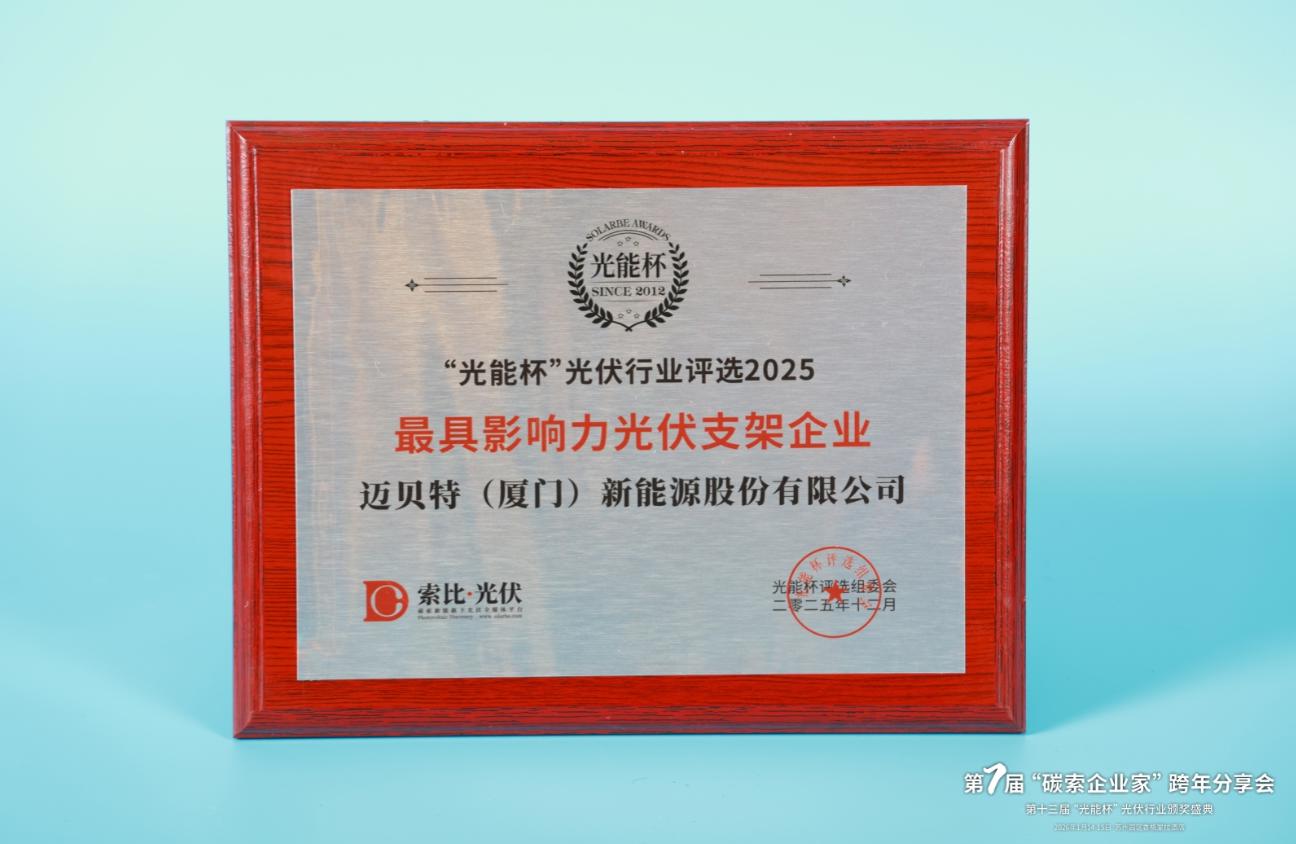 SOLARBE AWARDS
光能杯
SINCE 2012
“光能杯”光伏行业评选2025
最具影响力光伏支架企业
迈贝特（厦门）新能源股份有限公司
索比·光伏
光能杯评选组委会
二零二五年十二月
第7届“碳索企业家”跨年分享会
第十三届“光能杯”光伏行业颁奖盛典